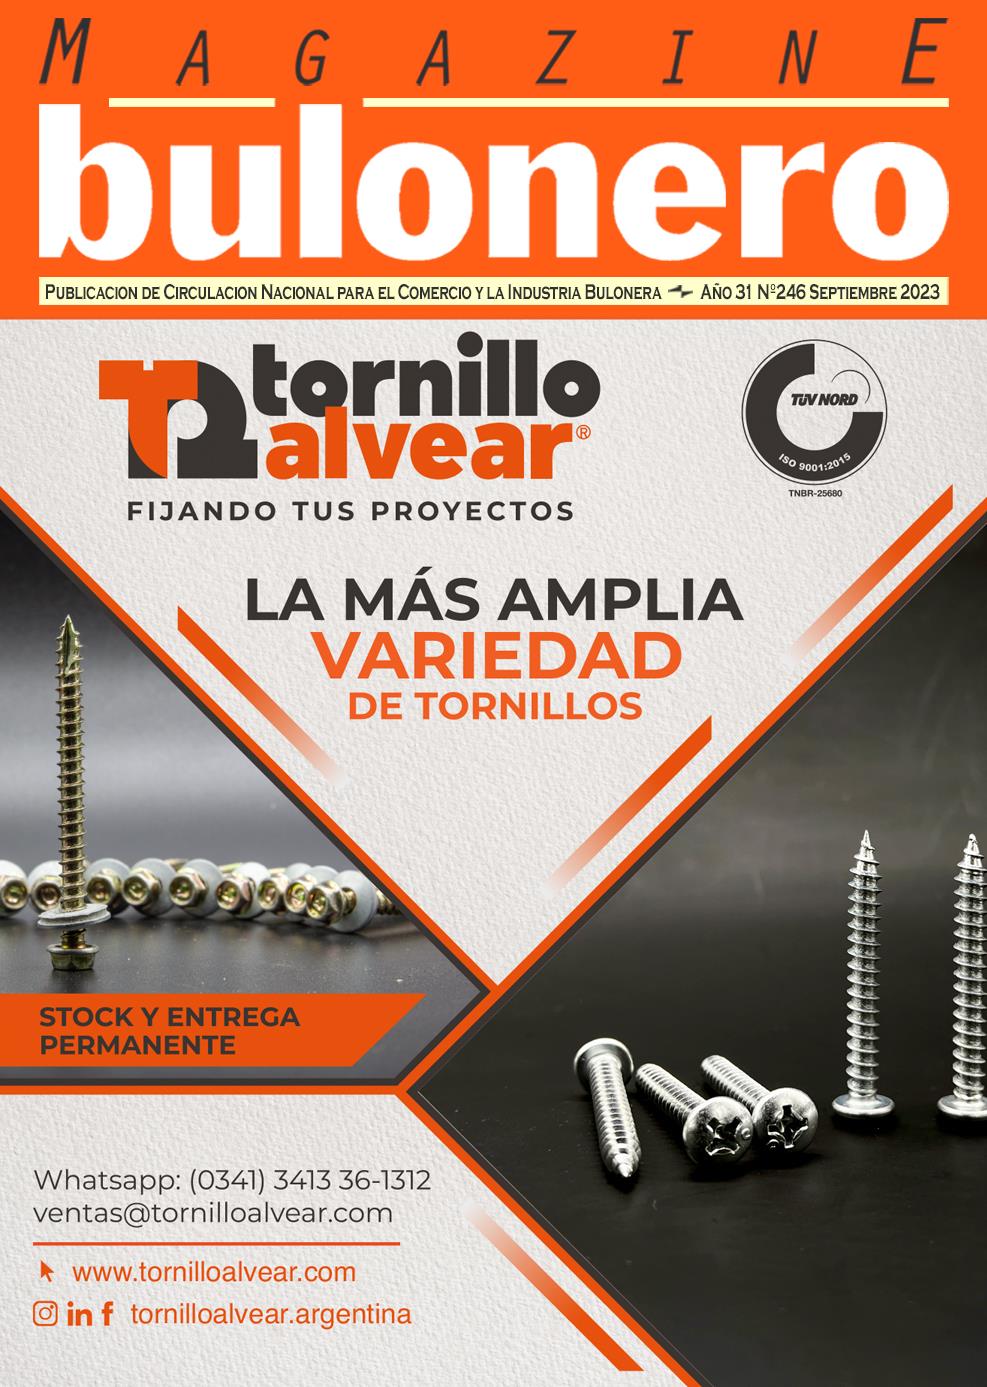 MAGAZINE
bulonero
PUBLICACION DE CIRCULACION NACIONAL PARA EL COMERCIO Y LA INDUSTRIA BULONERA AÑO 31 Nº246 SEPTIEMBRE 2023
tornillo
alvear®
FIJANDO TUS PROYECTOS
TÜV NORD
ISO 9001:2015
TNBR-25680
LA MÁS AMPLIA
VARIEDAD
DE TORNILLOS
STOCK Y ENTREGA
PERMANENTE
Whatsapp: (0341) 3413 36-1312
ventas@tornilloalvear.com
www.tornilloalvear.com
tornilloalvear.argentina